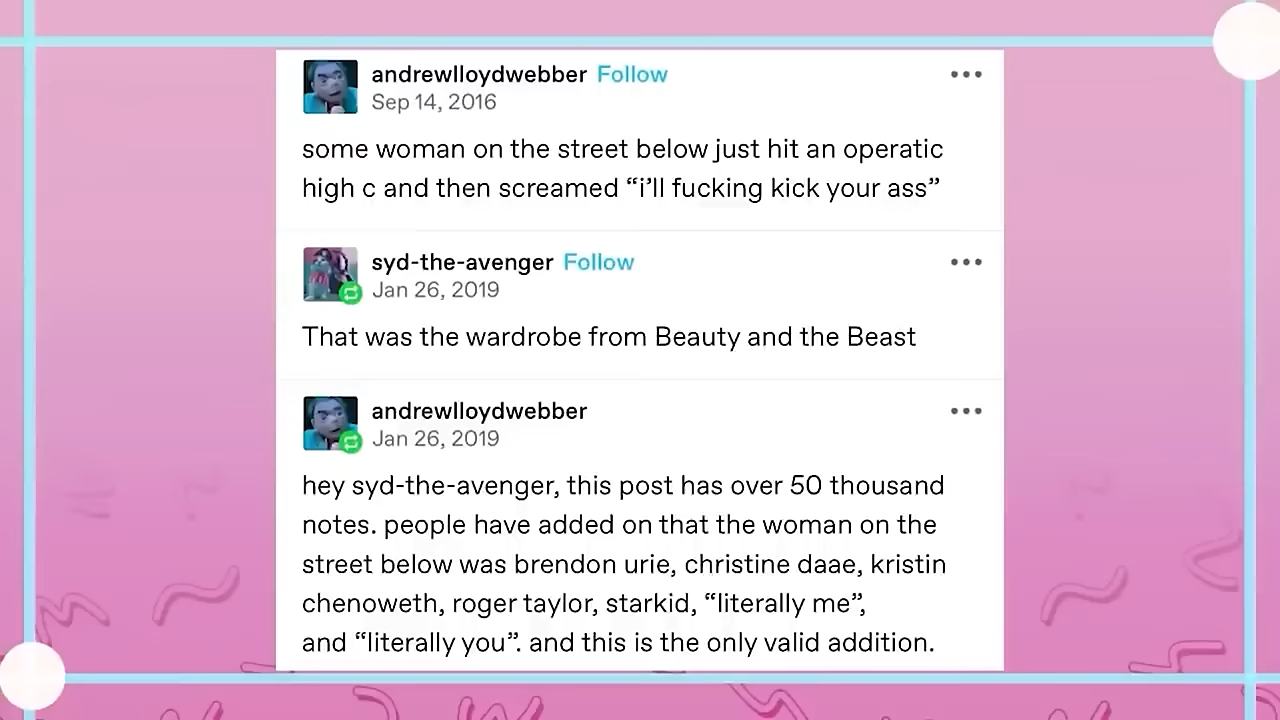 andrewlloydwebber Follow
Sep 14, 2016
some woman on the street below just hit an operatic
high c and then screamed “i’ll fucking kick your ass”
syd-the-avenger Follow
Jan 26, 2019
That was the wardrobe from Beauty and the Beast
andrewlloydwebber
Jan 26, 2019
hey syd-the-avenger, this post has over 50 thousand
notes. people have added on that the woman on the
street below was brendon urie, christine daae, kristin
chenoweth, roger taylor, starkid, “literally me”,
and “literally you”. and this is the only valid addition.